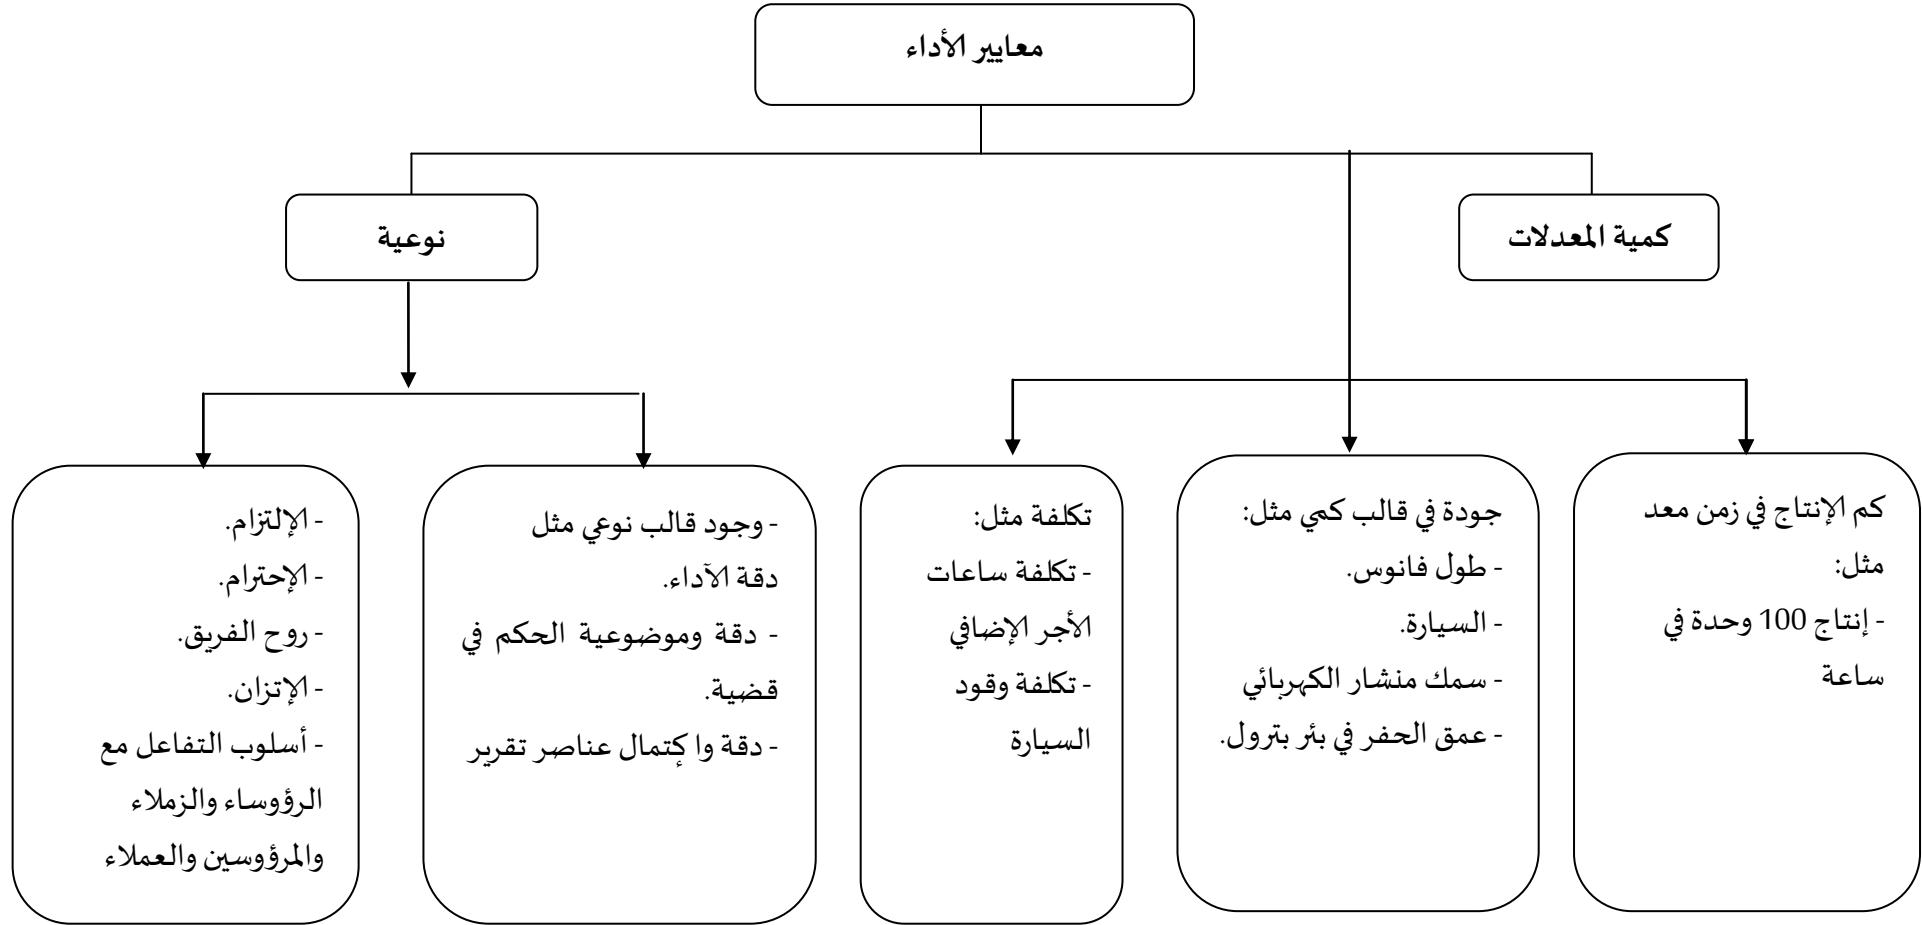 معايير الأداء
كمية المعدلات
نوعية
كم الإنتاج في زمن معد
مثل:
- إنتاج 100 وحدة في
ساعة
جودة في قالب كمي مثل:
- طول فانوس.
- السيارة.
- سمك منشار الكهربائي
- عمق الحفر في بئر بترول.
تكلفة مثل:
- تكلفة ساعات
الأجر الإضافي
- تكلفة وقود
السيارة
- وجود قالب نوعي مثل
دقة الآداء.
- دقة وموضوعية الحكم في
قضية.
- دقة وا كتمال عناصر تقرير
- الإلتزام.
- الإحترام.
- روح الفريق.
- الإتزان.
- أسلوب التفاعل مع
الرؤوساء والزملاء
والمرؤوسين والعملاء